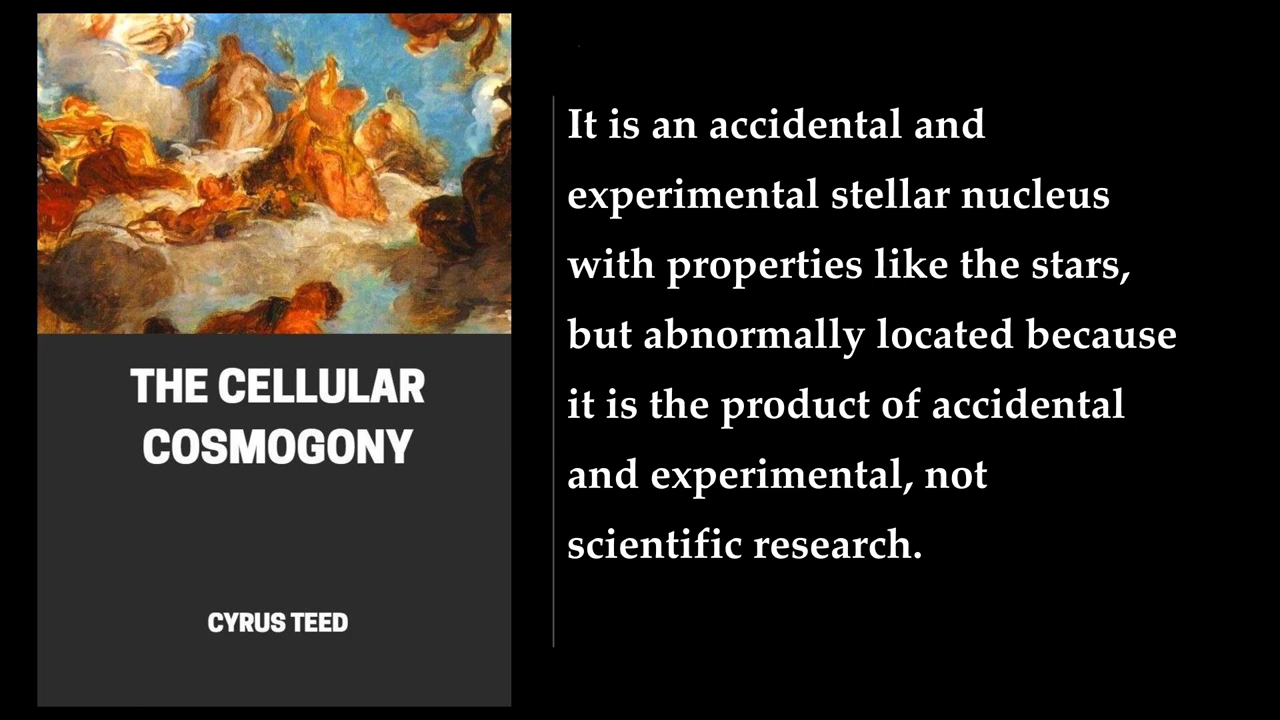 THE CELLULAR
COSMOGONY
CYRUS TEED
It is an accidental and
experimental stellar nucleus
with properties like the stars,
but abnormally located because
it is the product of accidental
and experimental, not
scientific research.